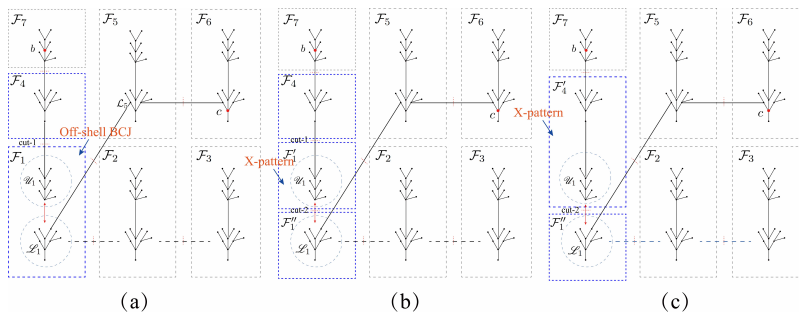 𝓕₇ 𝓕₅ 𝓕₆
b
𝓕₄
𝓛₅
c
cut-1
Off-shell BCJ
𝓕₁ 𝓕₂ 𝓕₃
𝒰₁
ℒ₁
(a)
𝓕₇ 𝓕₅ 𝓕₆
b
𝓕₄
c
cut-1
𝓕₁′ 𝓕₂ 𝓕₃
X-pattern
𝒰₁
cut-2
𝓕₁″
ℒ₁
(b)
𝓕₇ 𝓕₅ 𝓕₆
b
𝓕₄′
X-pattern
c
𝓕₂ 𝓕₃
𝒰₁
cut-2
𝓕₁″
ℒ₁
(c)